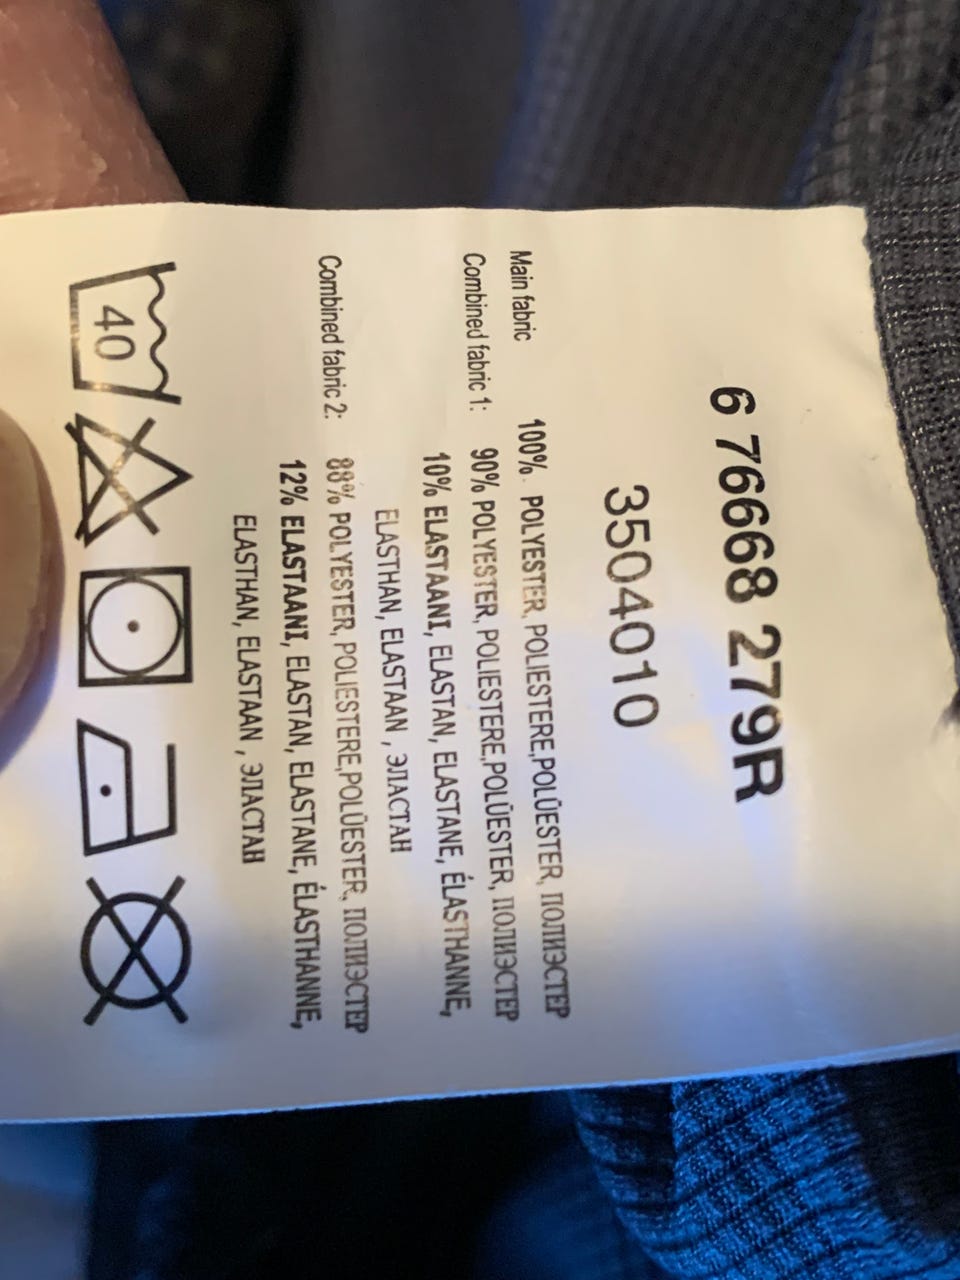 6 76668 279R
3504010
Main fabric 100% POLYESTER, POLIESTERE,POLÜESTER, ПОЛИЭСТЕР
Combined fabric 1: 90% POLYESTER, POLIESTERE,POLÜESTER, ПОЛИЭСТЕР
10% ELASTAANI, ELASTAN, ELASTANE, ÉLASTHANNE,
ELASTHAN, ELASTAAN , ЭЛАСТАН
Combined fabric 2: 88% POLYESTER, POLIESTERE,POLÜESTER, ПОЛИЭСТЕР
12% ELASTAANI, ELASTAN, ELASTANE, ÉLASTHANNE,
ELASTHAN, ELASTAAN , ЭЛАСТАН
40